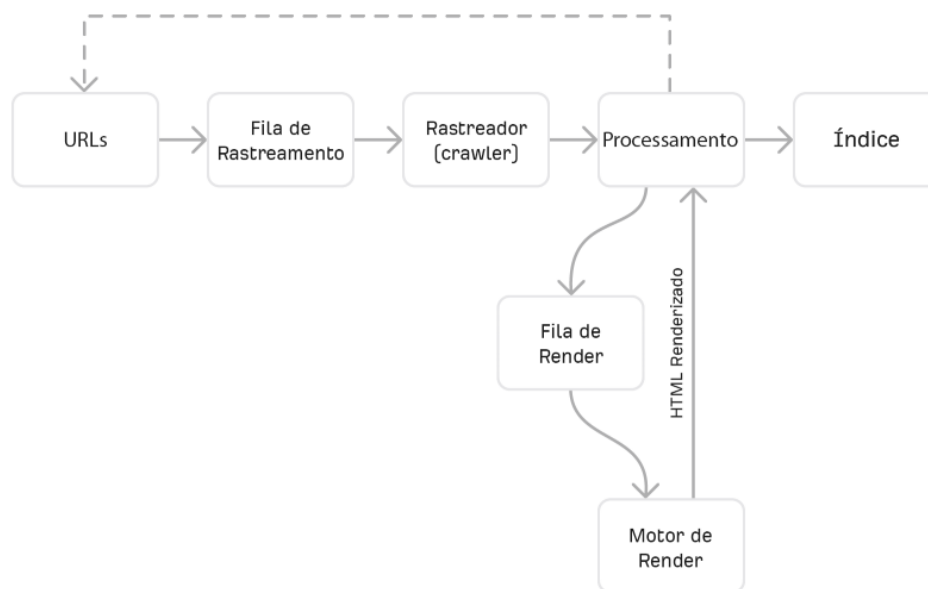 URLs
Fila de
Rastreamento
Rastreador
(crawler)
Processamento
Índice
Fila de
Render
HTML Renderizado
Motor de
Render